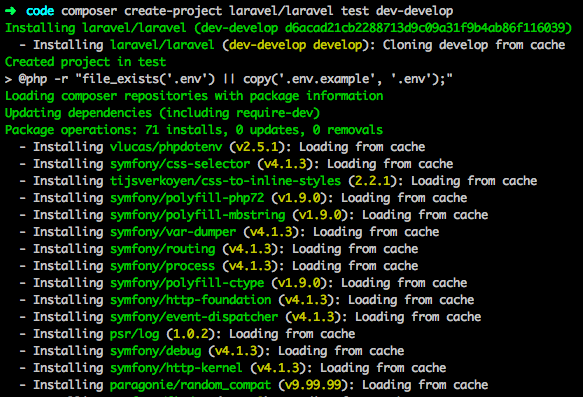 ➜ code composer create-project laravel/laravel test dev-develop
Installing laravel/laravel (dev-develop d6acad21cb2288713d9c09a31f9b4ab86f116039)
  - Installing laravel/laravel (dev-develop develop): Cloning develop from cache
Created project in test
> @php -r "file_exists('.env') || copy('.env.example', '.env');"
Loading composer repositories with package information
Updating dependencies (including require-dev)
Package operations: 71 installs, 0 updates, 0 removals
  - Installing vlucas/phpdotenv (v2.5.1): Loading from cache
  - Installing symfony/css-selector (v4.1.3): Loading from cache
  - Installing tijsverkoyen/css-to-inline-styles (2.2.1): Loading from cache
  - Installing symfony/polyfill-php72 (v1.9.0): Loading from cache
  - Installing symfony/polyfill-mbstring (v1.9.0): Loading from cache
  - Installing symfony/var-dumper (v4.1.3): Loading from cache
  - Installing symfony/routing (v4.1.3): Loading from cache
  - Installing symfony/process (v4.1.3): Loading from cache
  - Installing symfony/polyfill-ctype (v1.9.0): Loading from cache
  - Installing symfony/http-foundation (v4.1.3): Loading from cache
  - Installing symfony/event-dispatcher (v4.1.3): Loading from cache
  - Installing psr/log (1.0.2): Loading from cache
  - Installing symfony/debug (v4.1.3): Loading from cache
  - Installing symfony/http-kernel (v4.1.3): Loading from cache
  - Installing paragonie/random_compat (v9.99.99): Loading from cache